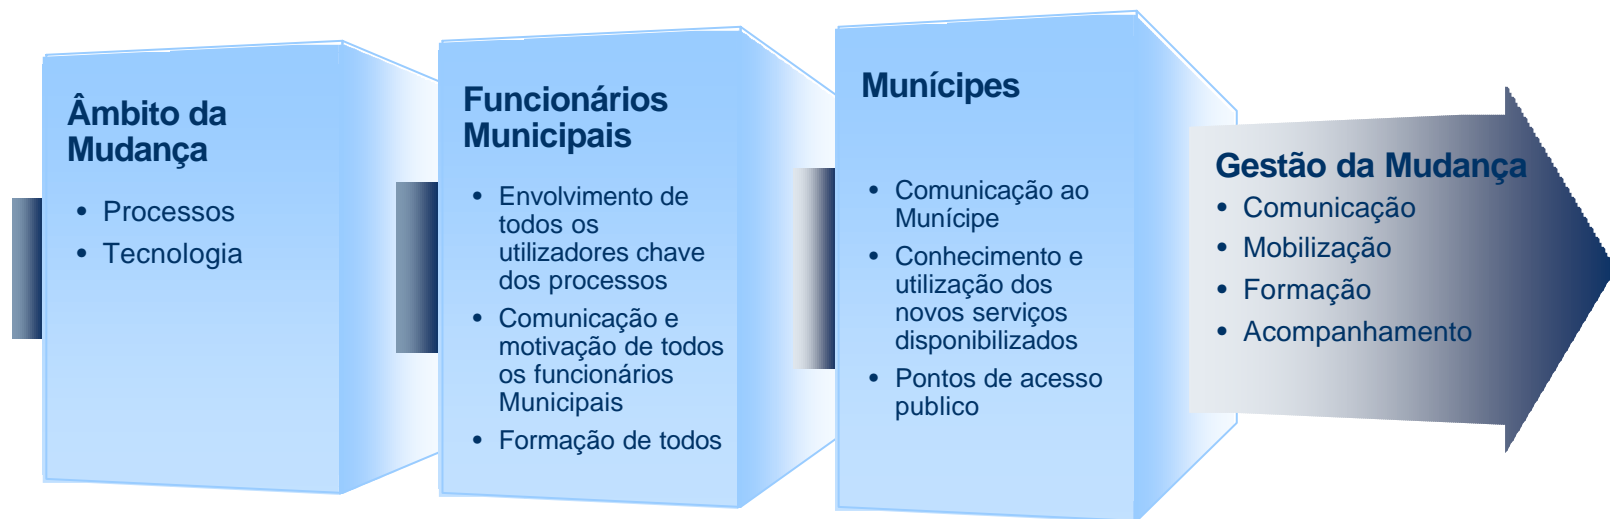 Âmbito da
Mudança
• Processos
• Tecnologia
Funcionários
Municipais
• Envolvimento de
todos os
utilizadores chave
dos processos
• Comunicação e
motivação de todos
os funcionários
Municipais
• Formação de todos
Munícipes
• Comunicação ao
Munícipe
• Conhecimento e
utilização dos
novos serviços
disponibilizados
• Pontos de acesso
publico
Gestão da Mudança
• Comunicação
• Mobilização
• Formação
• Acompanhamento